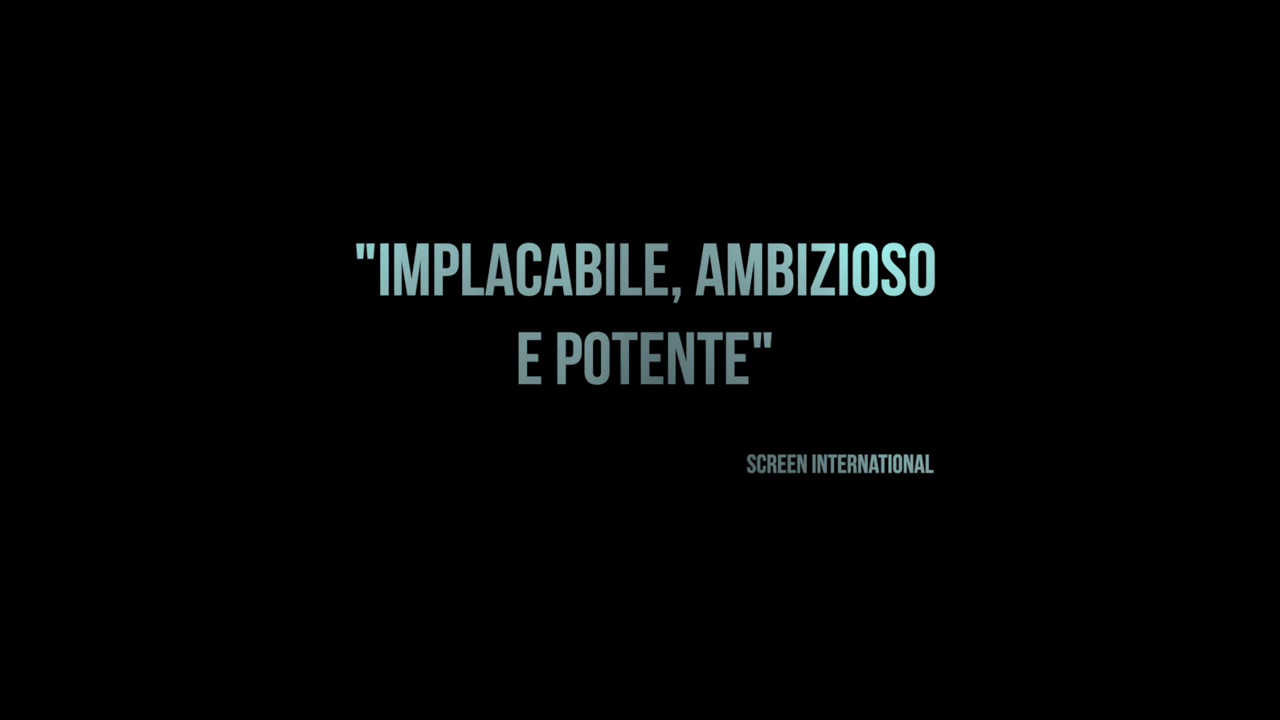 "IMPLACABILE, AMBIZIOSO
E POTENTE"
SCREEN INTERNATIONAL